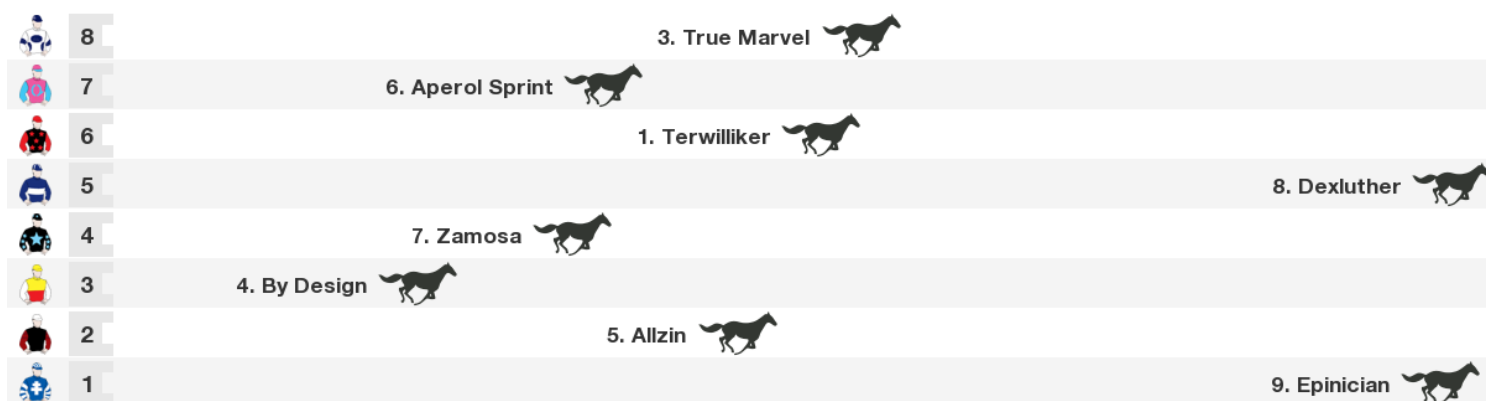 8 3. True Marvel
7 6. Aperol Sprint
6 1. Terwilliker
5 8. Dexluther
4 7. Zamosa
3 4. By Design
2 5. Allzin
1 9. Epinician